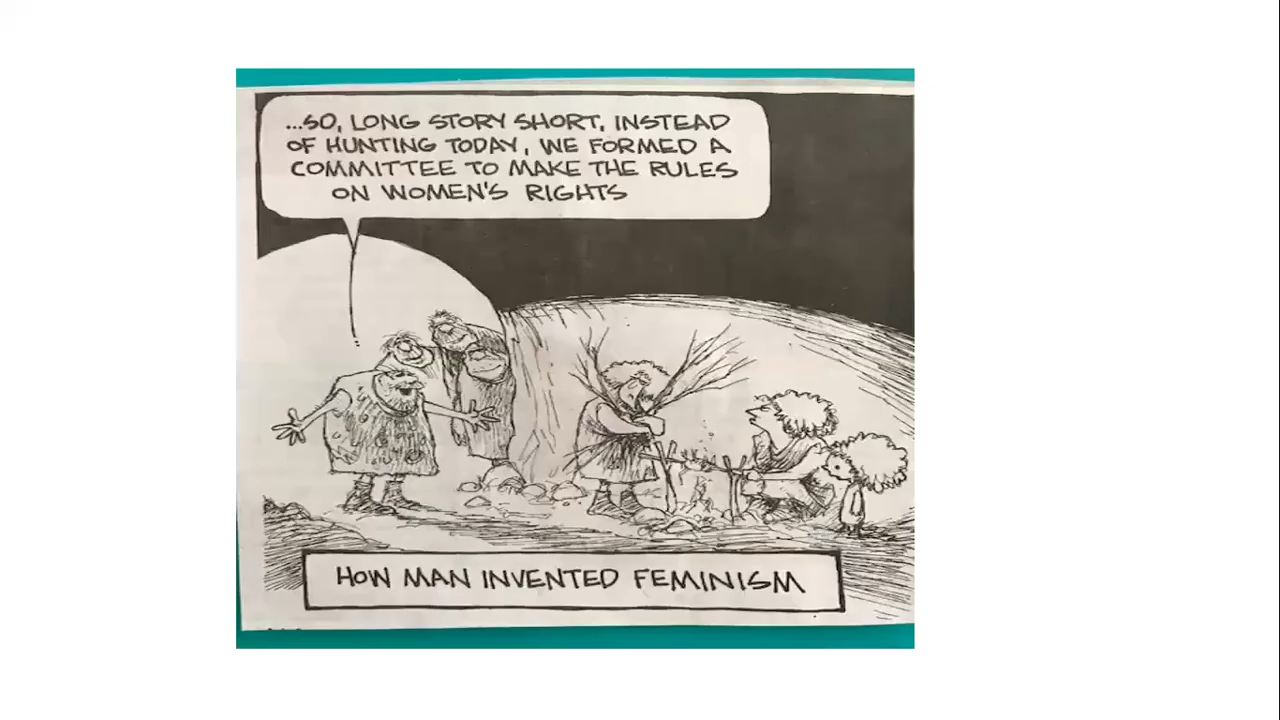 ...SO, LONG STORY SHORT, INSTEAD
OF HUNTING TODAY, WE FORMED A
COMMITTEE TO MAKE THE RULES
ON WOMEN'S RIGHTS
HOW MAN INVENTED FEMINISM